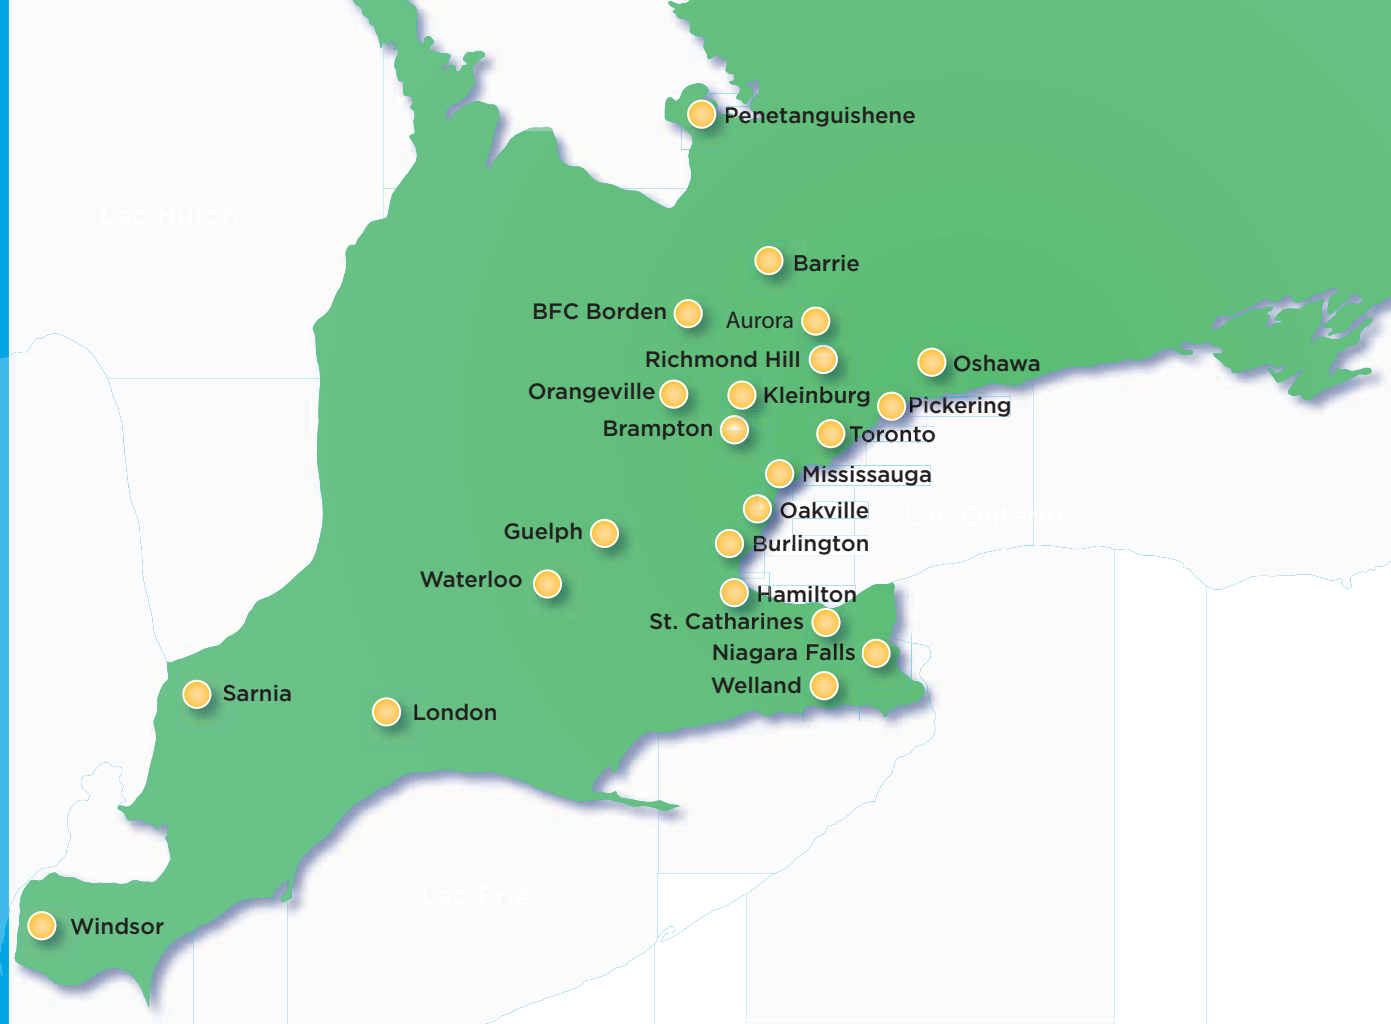 Penetanguishene
Lac Huron
Barrie
BFC Borden
Aurora
Richmond Hill
Oshawa
Orangeville
Kleinburg
Pickering
Brampton
Toronto
Mississauga
Oakville
Lac Ontario
Guelph
Burlington
Waterloo
Hamilton
St. Catharines
Niagara Falls
Welland
Sarnia
London
Lac Érié
Windsor